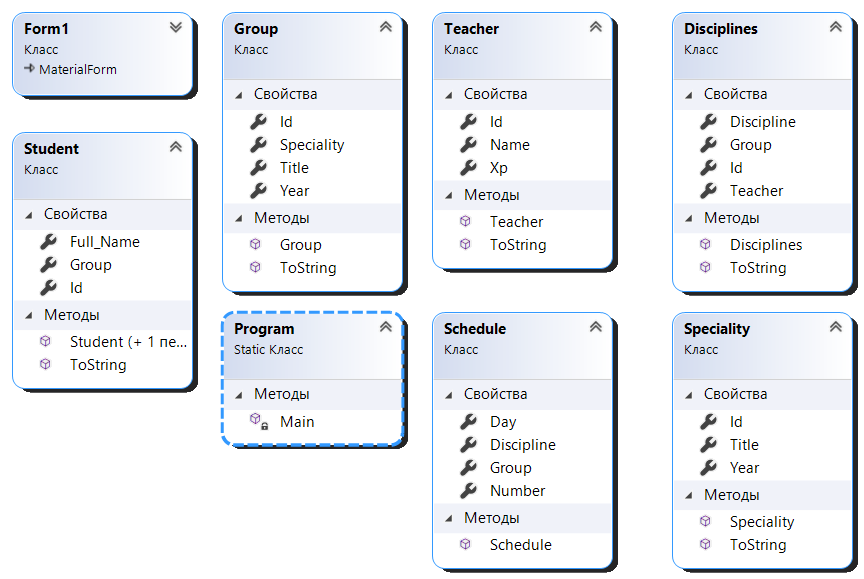 Form1
Класс
MaterialForm
Student
Класс
Свойства
Full_Name
Group
Id
Методы
Student (+ 1 пе...
ToString
Group
Класс
Свойства
Id
Speciality
Title
Year
Методы
Group
ToString
Program
Static Класс
Методы
Main
Teacher
Класс
Свойства
Id
Name
Xp
Методы
Teacher
ToString
Schedule
Класс
Свойства
Day
Discipline
Group
Number
Методы
Schedule
Disciplines
Класс
Свойства
Discipline
Group
Id
Teacher
Методы
Disciplines
ToString
Speciality
Класс
Свойства
Id
Title
Year
Методы
Speciality
ToString